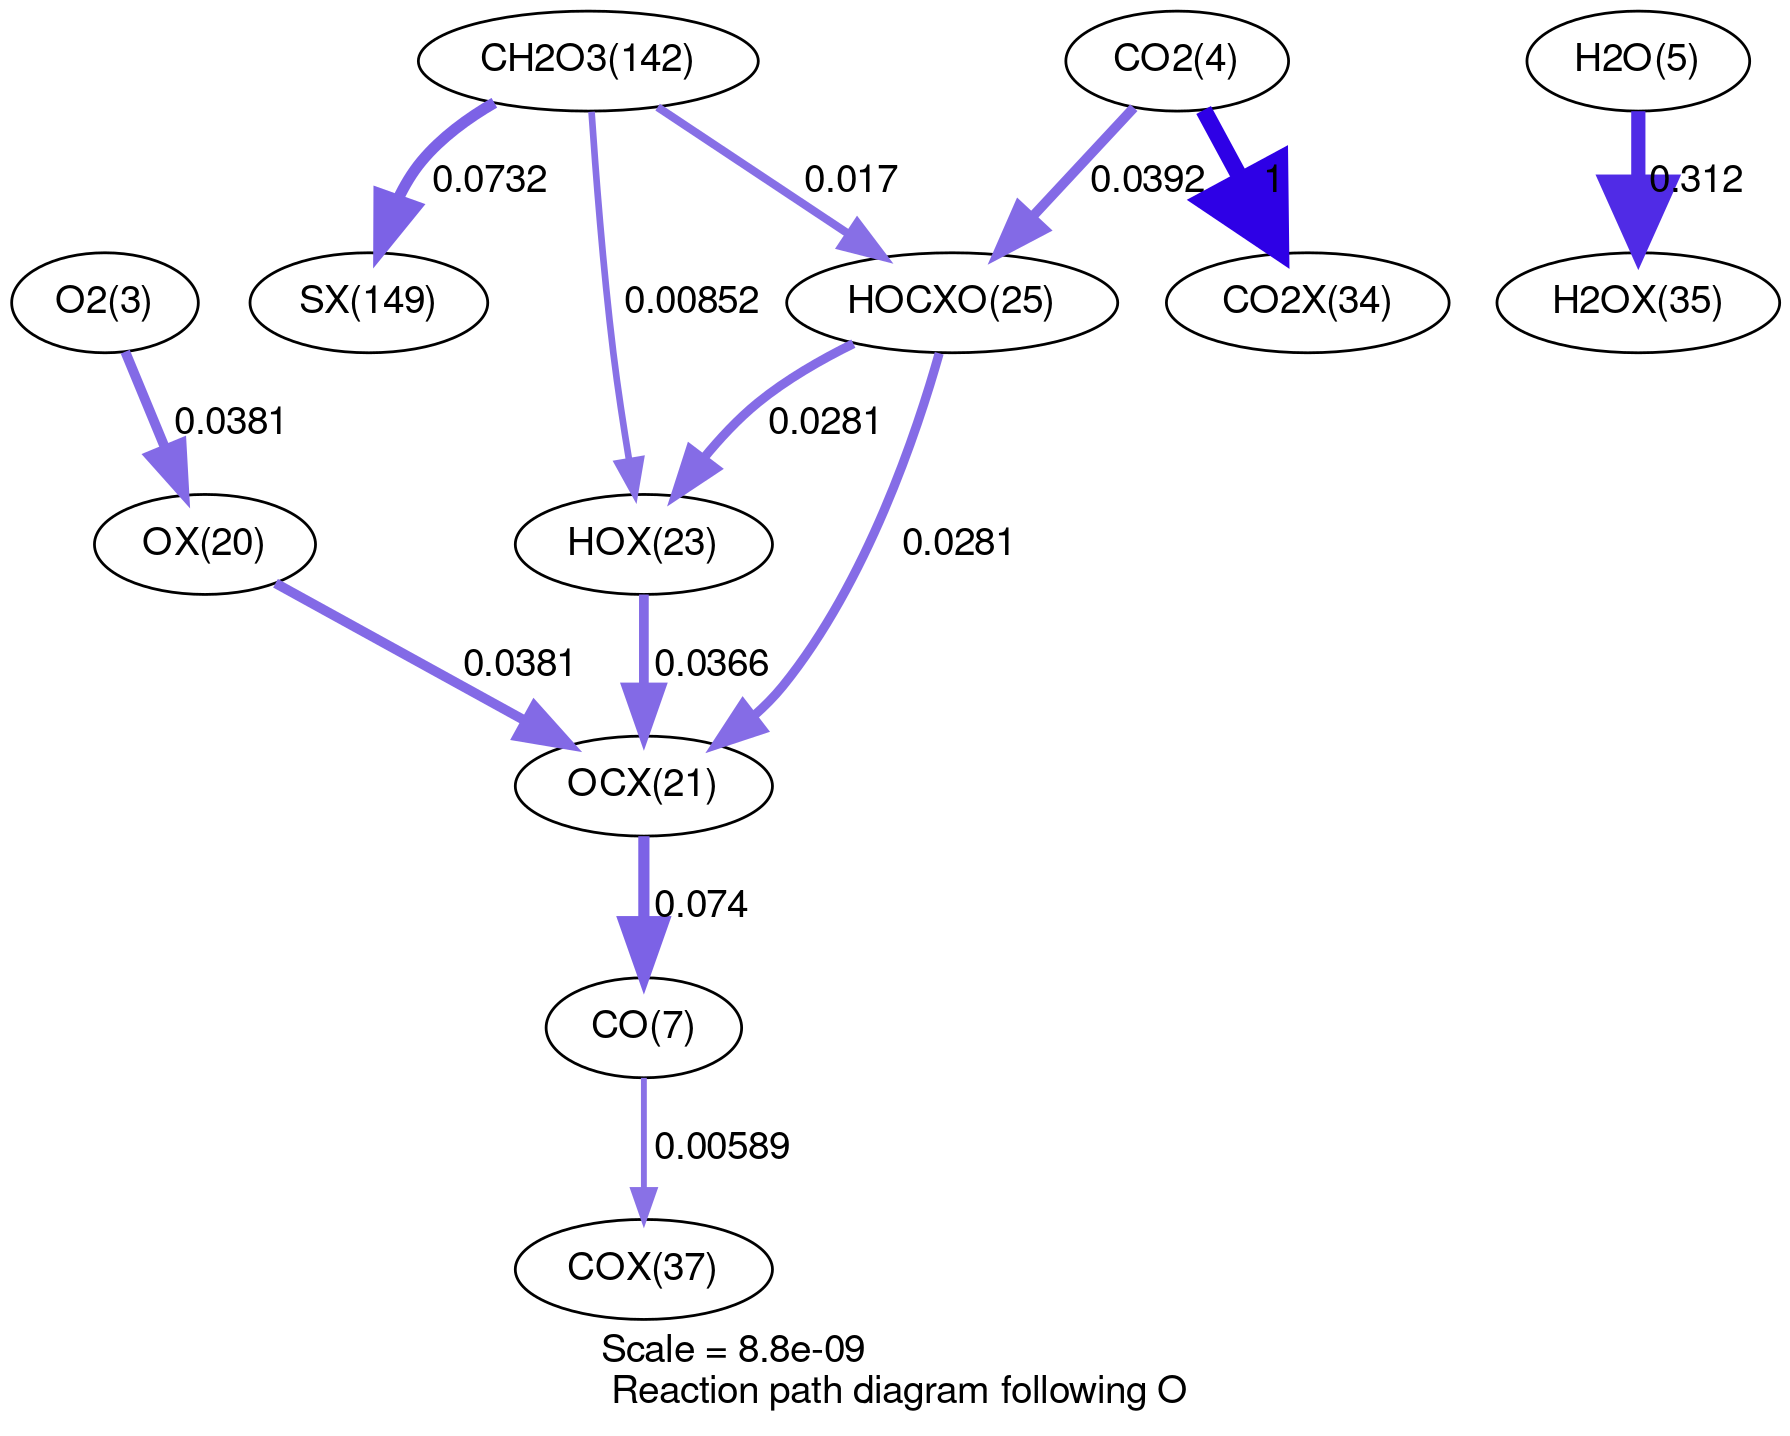 CH2O3(142)
CO2(4)
H2O(5)
0.0732
0.017
0.0392
1
0.312
O2(3)
SX(149)
0.00852
HOCXO(25)
CO2X(34)
H2OX(35)
0.0381
0.0281
OX(20)
HOX(23)
0.0281
0.0381
0.0366
OCX(21)
0.074
CO(7)
0.00589
COX(37)
Scale = 8.8e-09
Reaction path diagram following O